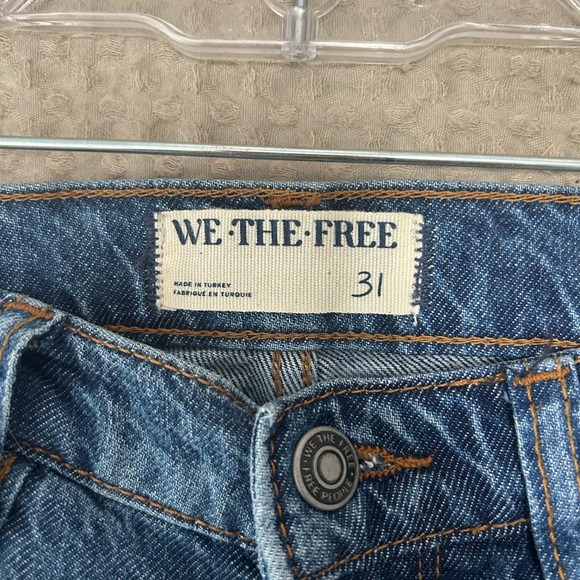 WE·THE·FREE
MADE IN TURKEY
FABRIQUÉ EN TURQUIE
31
WE THE FREE
FREE PEOPLE